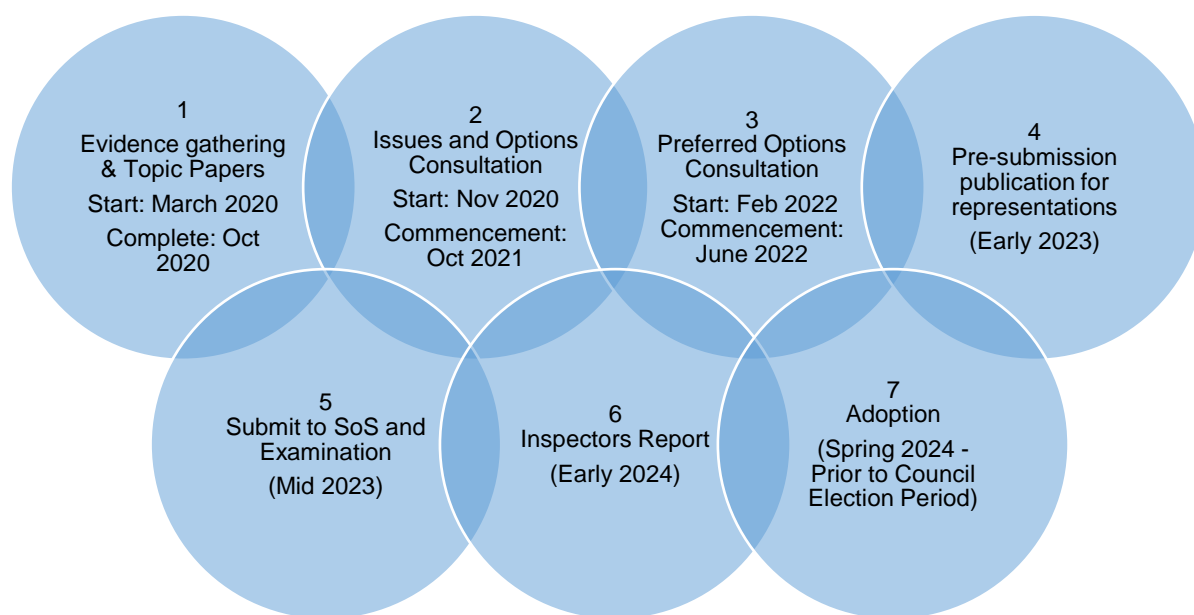 1
Evidence gathering
& Topic Papers
Start: March 2020
Complete: Oct
2020
2
Issues and Options
Consultation
Start: Nov 2020
Commencement:
Oct 2021
3
Preferred Options
Consultation
Start: Feb 2022
Commencement:
June 2022
4
Pre-submission
publication for
representations
(Early 2023)
5
Submit to SoS and
Examination
(Mid 2023)
6
Inspectors Report
(Early 2024)
7
Adoption
(Spring 2024 -
Prior to Council
Election Period)